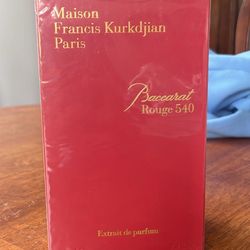 Maison
Francis Kurkdjian
Paris
Baccarat
Rouge 540
Extrait de parfum